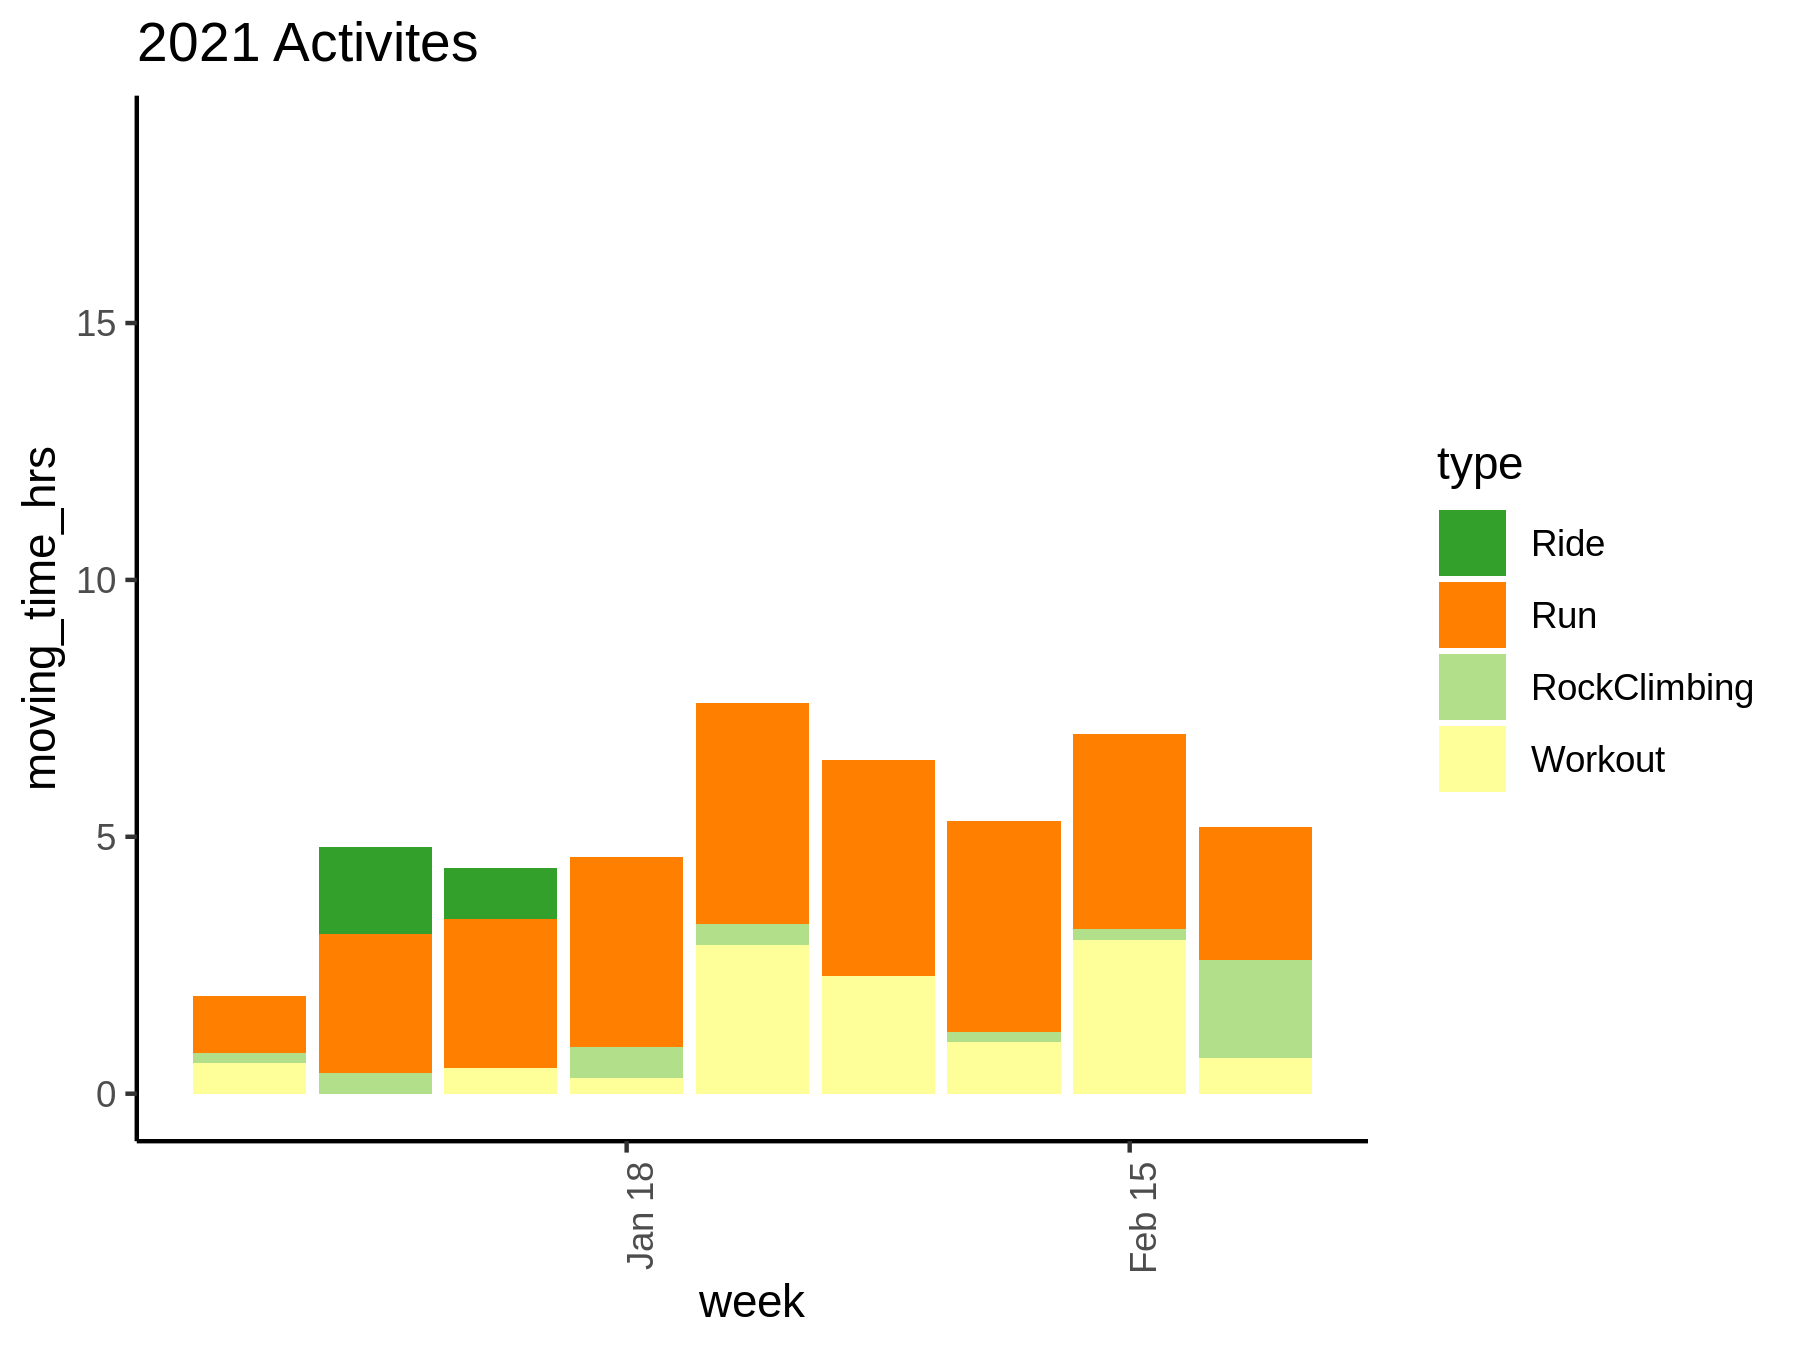 2021 Activites
moving_time_hrs
15
10
5
0
Jan 18
Feb 15
week
type
Ride
Run
RockClimbing
Workout